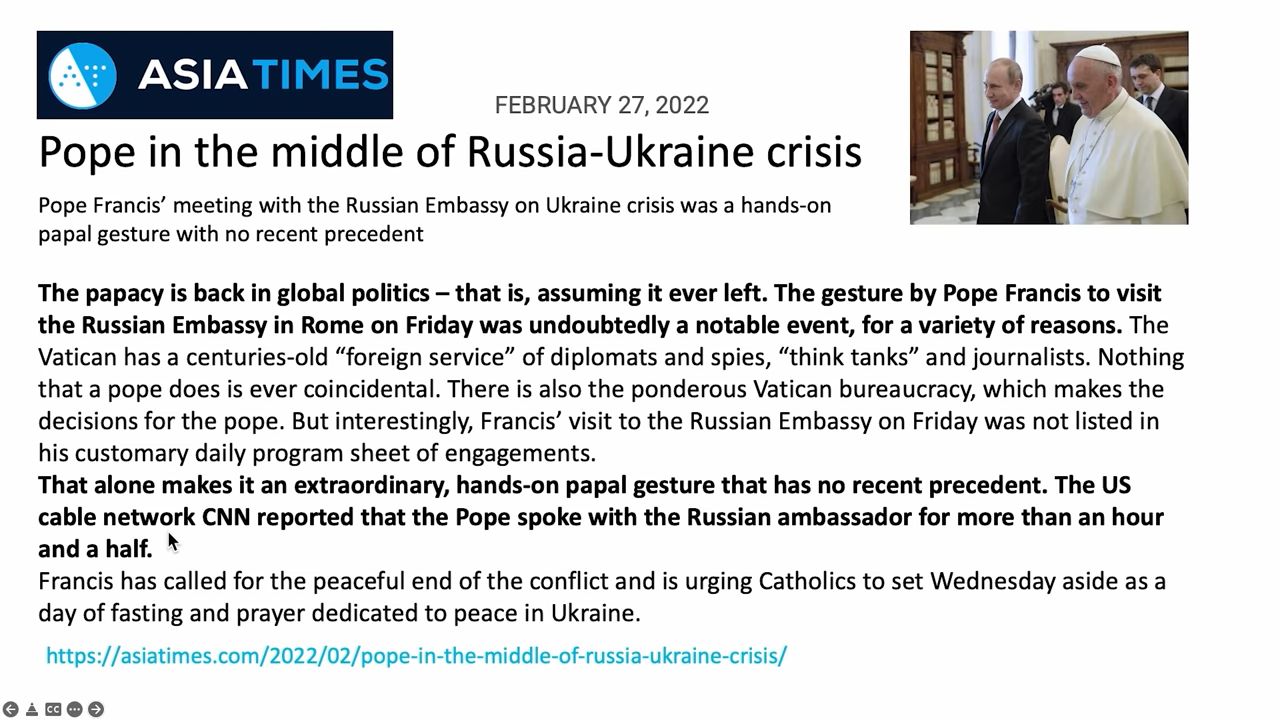 ASIA TIMES
FEBRUARY 27, 2022
Pope in the middle of Russia-Ukraine crisis
Pope Francis’ meeting with the Russian Embassy on Ukraine crisis was a hands-on
papal gesture with no recent precedent
The papacy is back in global politics – that is, assuming it ever left. The gesture by Pope Francis to visit
the Russian Embassy in Rome on Friday was undoubtedly a notable event, for a variety of reasons. The
Vatican has a centuries-old “foreign service” of diplomats and spies, “think tanks” and journalists. Nothing
that a pope does is ever coincidental. There is also the ponderous Vatican bureaucracy, which makes the
decisions for the pope. But interestingly, Francis’ visit to the Russian Embassy on Friday was not listed in
his customary daily program sheet of engagements.
That alone makes it an extraordinary, hands-on papal gesture that has no recent precedent. The US
cable network CNN reported that the Pope spoke with the Russian ambassador for more than an hour
and a half.
Francis has called for the peaceful end of the conflict and is urging Catholics to set Wednesday aside as a
day of fasting and prayer dedicated to peace in Ukraine.
https://asiatimes.com/2022/02/pope-in-the-middle-of-russia-ukraine-crisis/
CC